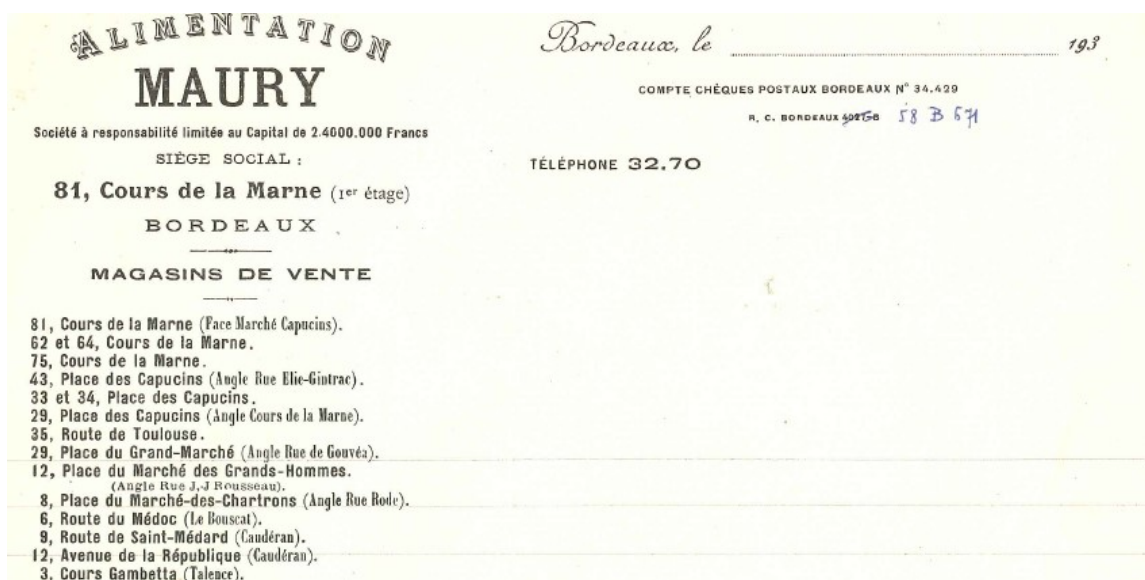 ALIMENTATION
MAURY
Société à responsabilité limitée au Capital de 2.4000.000 Francs
SIÈGE SOCIAL :
81, Cours de la Marne (1er étage)
BORDEAUX
MAGASINS DE VENTE
81, Cours de la Marne (Face Marché Capucins).
62 et 64, Cours de la Marne.
75, Cours de la Marne.
43, Place des Capucins (Angle Rue Elie-Gintrac).
33 et 34, Place des Capucins.
29, Place des Capucins (Angle Cours de la Marne).
35, Route de Toulouse.
29, Place du Grand-Marché (Angle Rue de Gouvéa).
12, Place du Marché des Grands-Hommes.
(Angle Rue J.-J Rousseau).
8, Place du Marché-des-Chartrons (Angle Rue Rode).
6, Route du Médoc (Le Bouscat).
9, Route de Saint-Médard (Caudéran).
12, Avenue de la République (Caudéran).
3, Cours Gambetta (Talence).
Bordeaux, le 193
COMPTE CHÈQUES POSTAUX BORDEAUX N° 34.429
R. C. BORDEAUX 58 B 571
TÉLÉPHONE 32.70